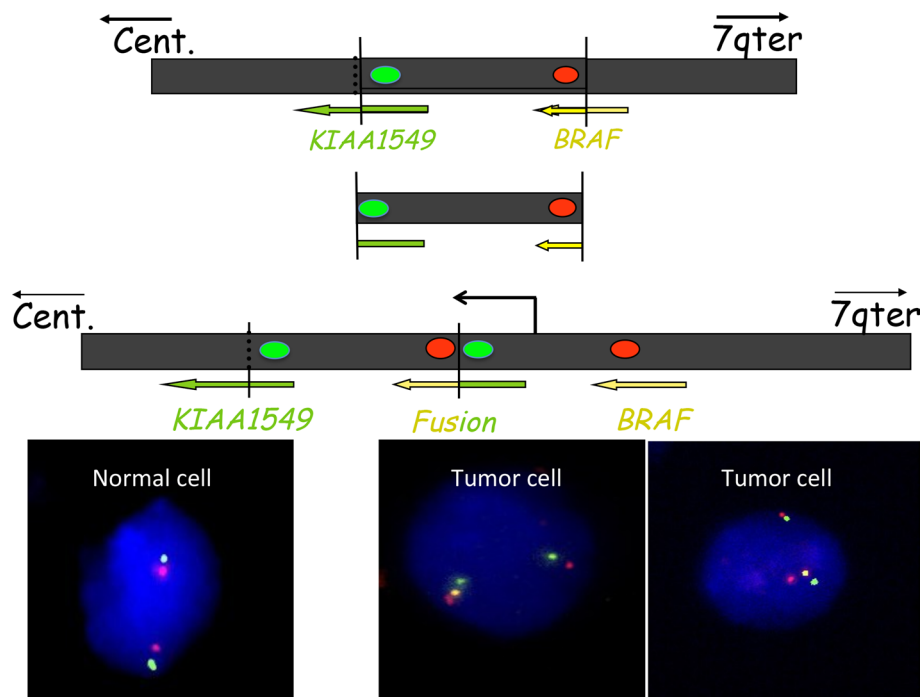 Cent. 7qter
KIAA1549 BRAF
Cent. 7qter
KIAA1549 Fusion BRAF
Normal cell Tumor cell Tumor cell